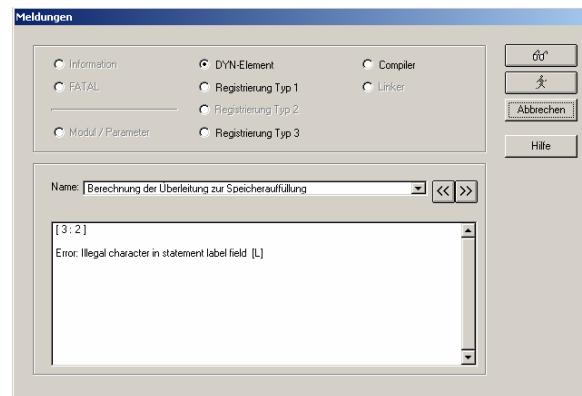 Meldungen
Information
DYN-Element
Compiler
FATAL
Registrierung Typ 1
Linker
Registrierung Typ 2
Modul / Parameter
Registrierung Typ 3
Abbrechen
Hilfe
Name: Berechnung der Überleitung zur Speicherauffüllung
<< >>
[ 3 : 2 ]
Error: Illegal character in statement label field [L]